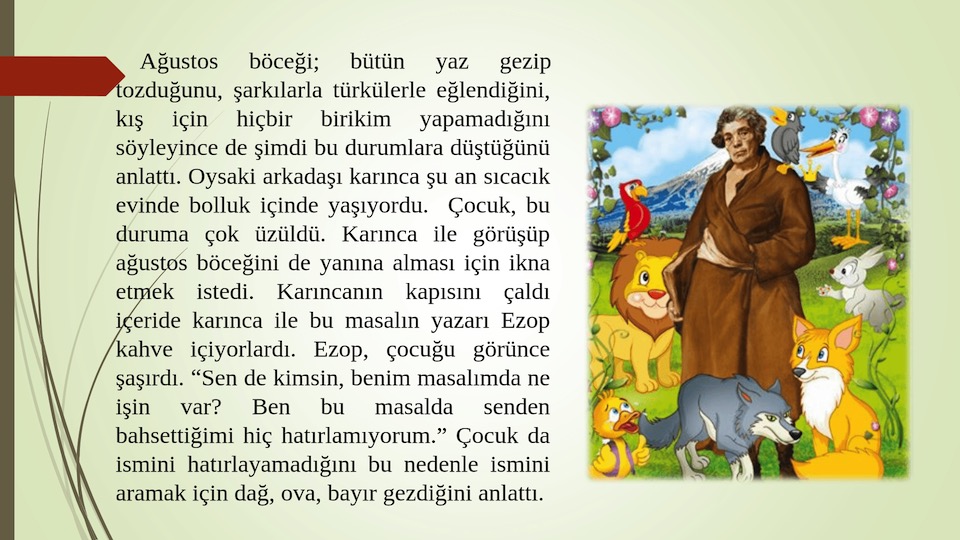 Ağustos böceği; bütün yaz gezip
tozduğunu, şarkılarla türkülerle eğlendiğini,
kış için hiçbir birikim yapamadığını
söyleyince de şimdi bu durumlara düştüğünü
anlattı. Oysaki arkadaşı karınca şu an sıcacık
evinde bolluk içinde yaşıyordu. Çocuk, bu
duruma çok üzüldü. Karınca ile görüşüp
ağustos böceğini de yanına alması için ikna
etmek istedi. Karıncanın kapısını çaldı
içeride karınca ile bu masalın yazarı Ezop
kahve içiyorlardı. Ezop, çocuğu görünce
şaşırdı. “Sen de kimsin, benim masalımda ne
işin var? Ben bu masalda senden
bahsettiğimi hiç hatırlamıyorum.” Çocuk da
ismini hatırlayamadığını bu nedenle ismini
aramak için dağ, ova, bayır gezdiğini anlattı.